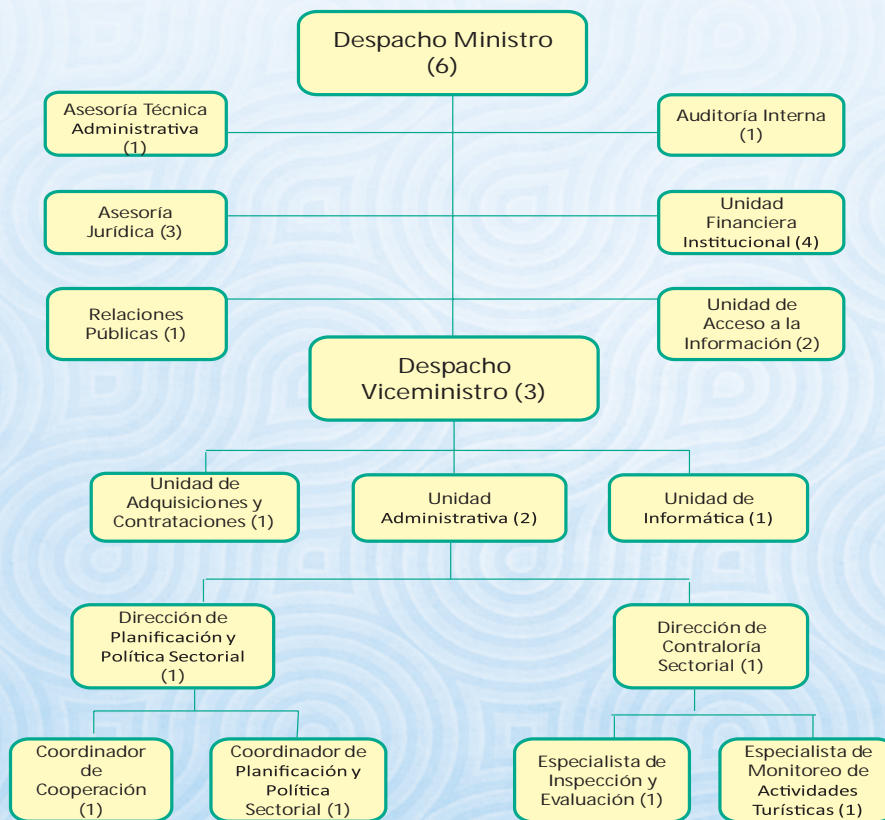 Despacho Ministro
(6)
Asesoría Técnica
Administrativa
(1)
Auditoría Interna
(1)
Asesoría
Jurídica (3)
Unidad
Financiera
Institucional (4)
Relaciones
Públicas (1)
Unidad de
Acceso a la
Información (2)
Despacho
Viceministro (3)
Unidad de
Adquisiciones y
Contrataciones (1)
Unidad
Administrativa (2)
Unidad de
Informática (1)
Dirección de
Planificación y
Política Sectorial
(1)
Dirección de
Contraloría
Sectorial (1)
Coordinador
de
Cooperación
(1)
Coordinador de
Planificación y
Política
Sectorial (1)
Especialista de
Inspección y
Evaluación (1)
Especialista de
Monitoreo de
Actividades
Turísticas (1)